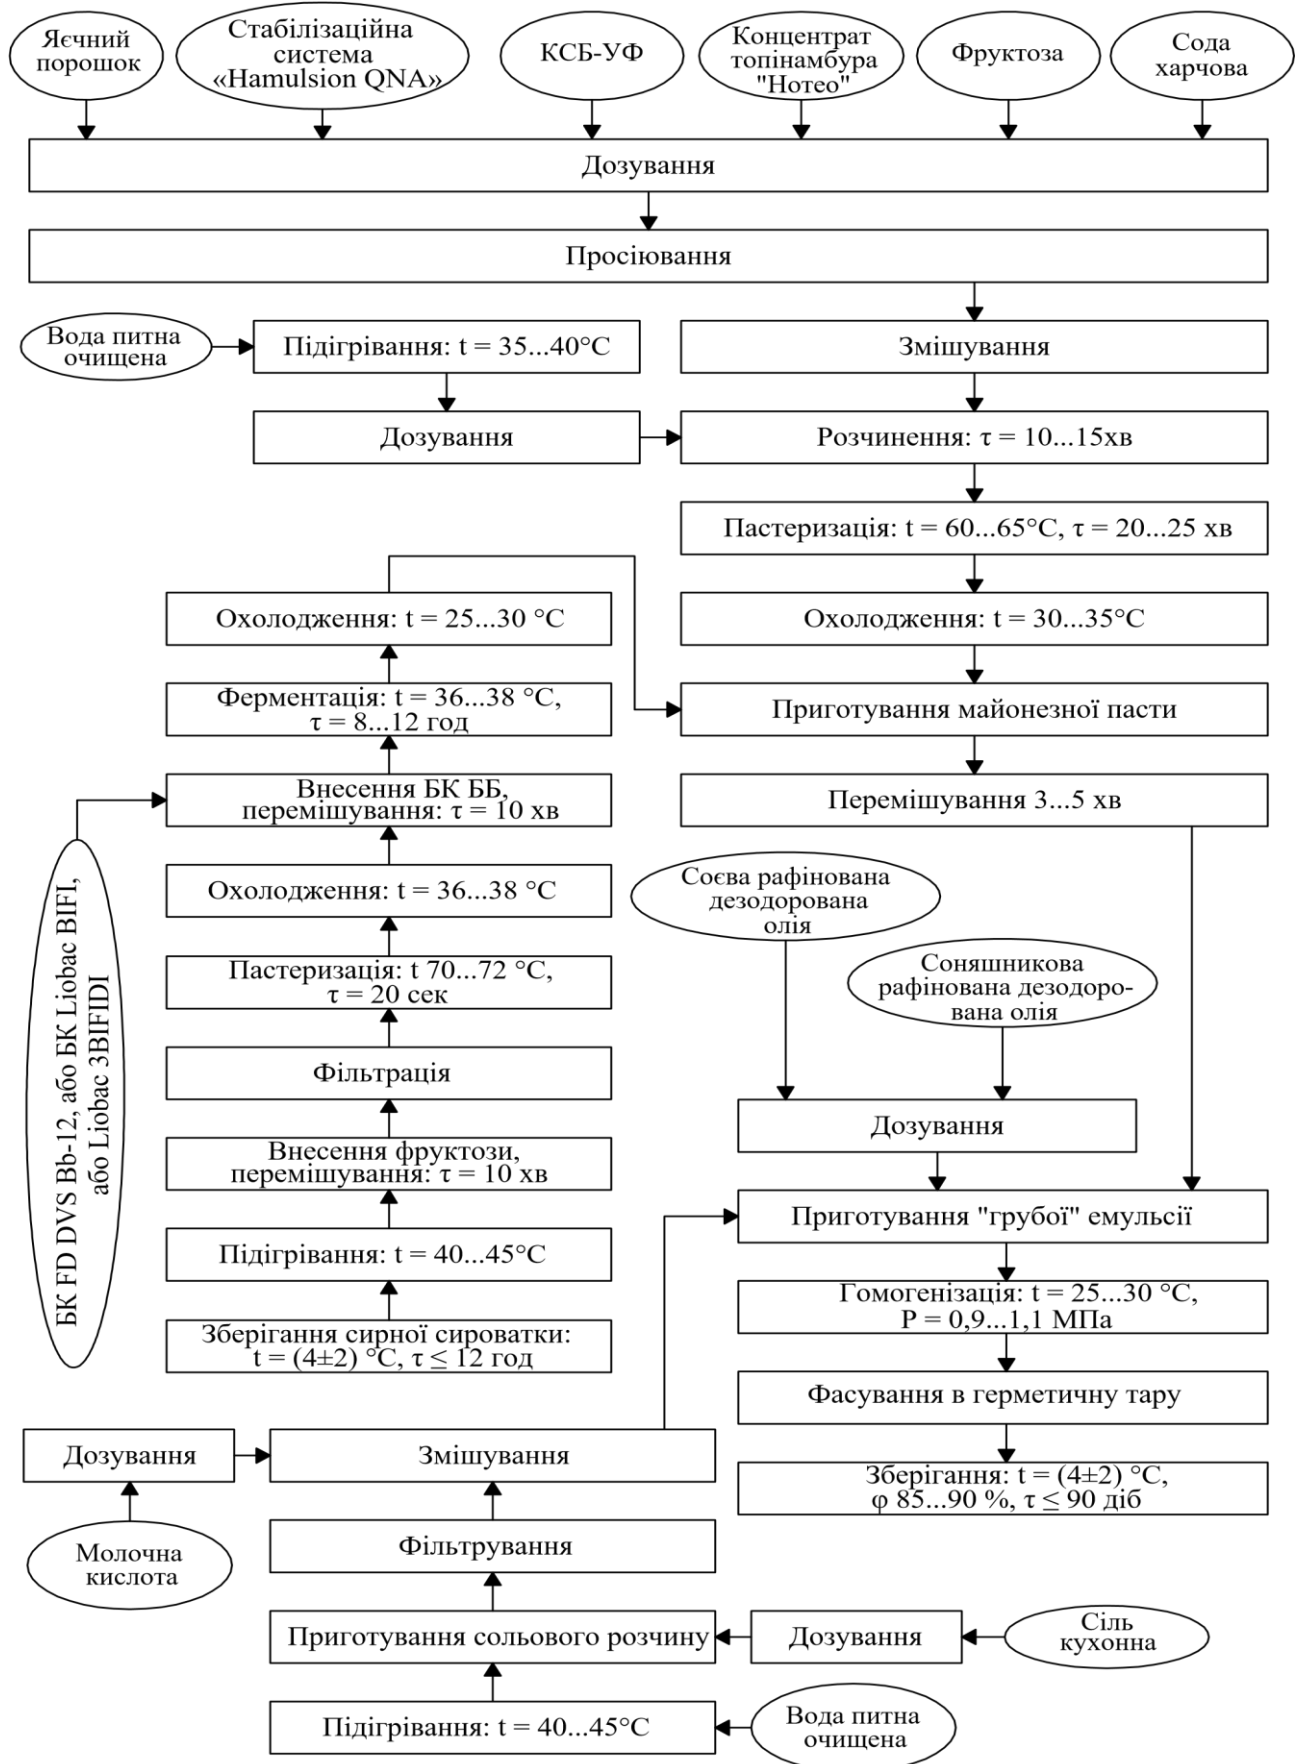 Яєчний
порошок
Стабілізаційна
система
«Hamulsion QNA»
КСБ-УФ
Концентрат
топінамбура
"Нотео"
Фруктоза
Сода
харчова
Дозування
Просіювання
Вода питна
очищена
Підігрівання: t = 35...40°C
Змішування
Дозування
Розчинення: τ = 10...15хв
Пастеризація: t = 60...65°C, τ = 20...25 хв
Охолодження: t = 25...30 °C
Охолодження: t = 30...35°C
Ферментація: t = 36...38 °C,
τ = 8...12 год
Приготування майонезної пасти
Внесення БК ББ,
перемішування: τ = 10 хв
Перемішування 3...5 хв
БК FD DVS Bb-12, або БК Liobac BIFI,
або Liobac 3BIFIDI
Охолодження: t = 36...38 °C
Соєва рафінована
дезодорована
олія
Пастеризація: t 70...72 °C,
τ = 20 сек
Соняшникова
рафінована дезодоро-
вана олія
Фільтрація
Дозування
Внесення фруктози,
перемішування: τ = 10 хв
Приготування "грубої" емульсії
Підігрівання: t = 40...45°C
Гомогенізація: t = 25...30 °C,
P = 0,9...1,1 МПа
Зберігання сирної сироватки:
t = (4±2) °C, τ ≤ 12 год
Фасування в герметичну тару
Дозування
Змішування
Зберігання: t = (4±2) °C,
φ 85...90 %, τ ≤ 90 діб
Молочна
кислота
Фільтрування
Приготування сольового розчину
Дозування
Сіль
кухонна
Підігрівання: t = 40...45°C
Вода питна
очищена